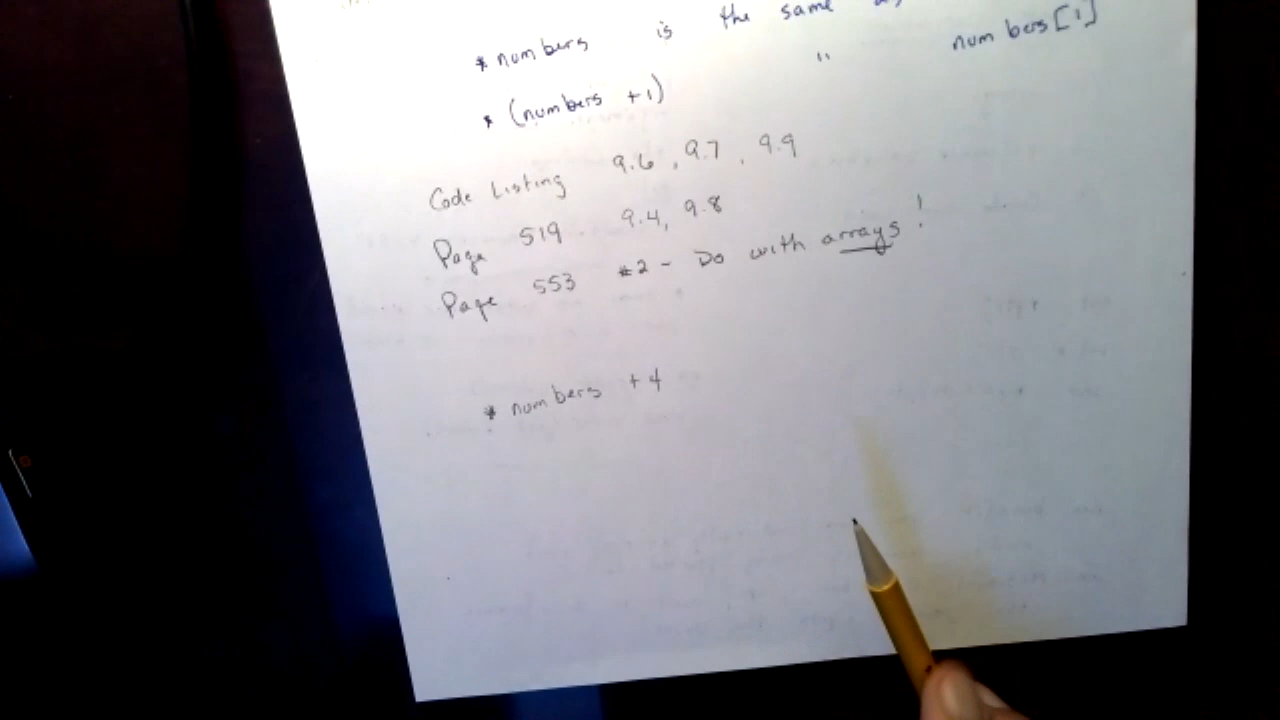 *numbers is the same as
*(numbers +1) " numbers[1]
Code Listing 9.6, 9.7, 9.9
Page 519 9.4, 9.8
Page 553 #2 - Do with arrays!
*numbers +4